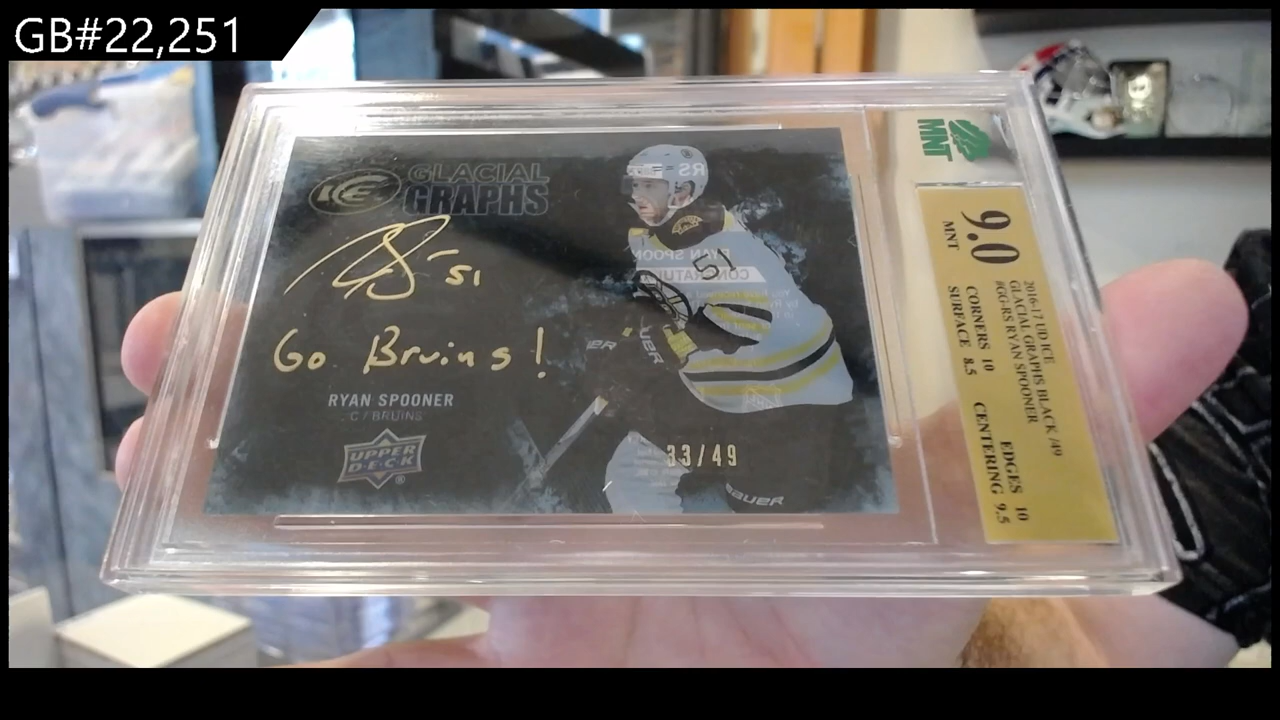 GB#22,251
ICE GLACIAL
GRAPHS
-51
Go Bruins!
RYAN SPOONER
C / BRUINS
UPPER
D·E·C·K
33/49
51
BAUER
MNT
9.0
MNT
2016-17 UD ICE
GLACIAL GRAPHS BLACK /49
#GG-RS RYAN SPOONER
CORNERS 10 EDGES 10
SURFACE 8.5 CENTERING 9.5